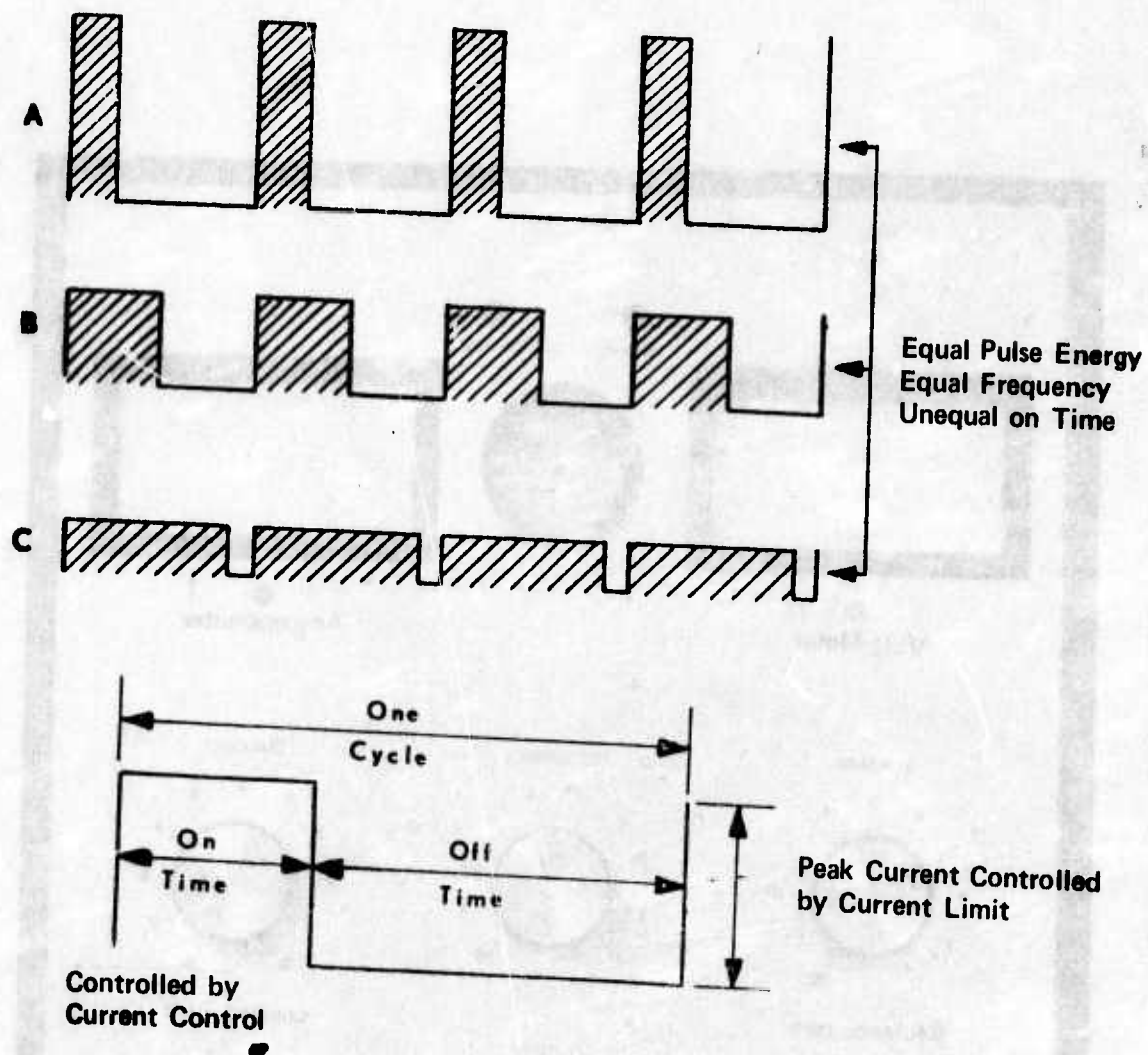 A
B
Equal Pulse Energy
Equal Frequency
Unequal on Time
C
One
Cycle
On
Time
Off
Time
Peak Current Controlled
by Current Limit
Controlled by
Current Control